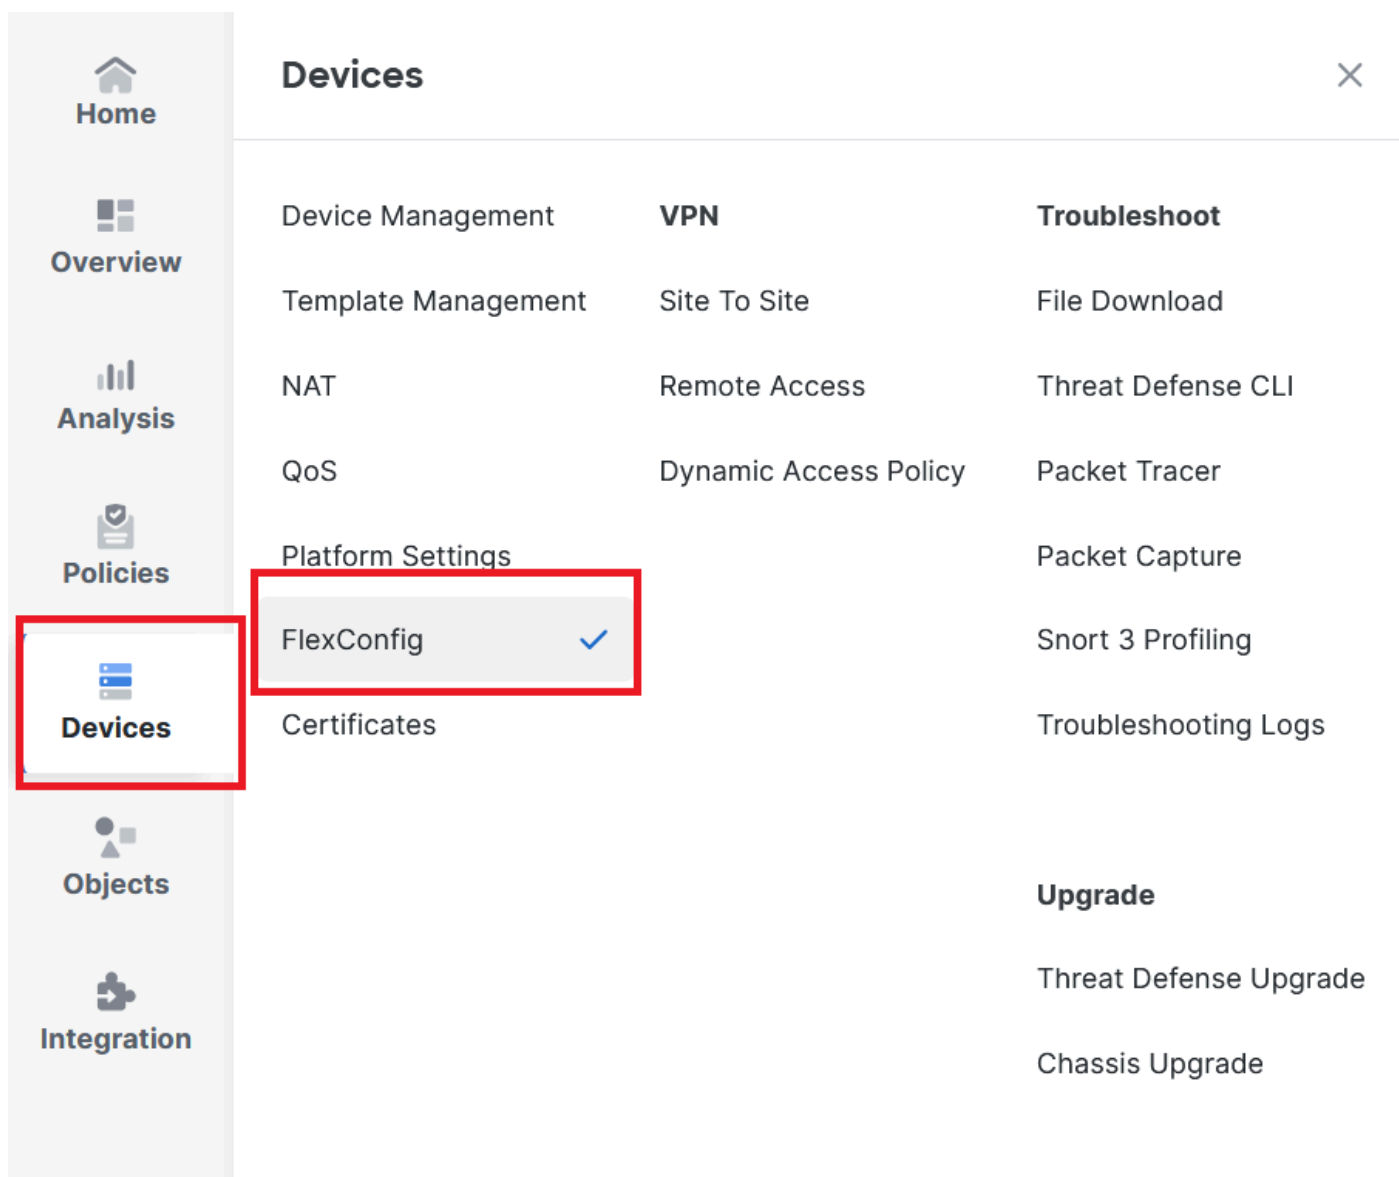 Home
Overview
Analysis
Policies
Devices
Objects
Integration
Devices
Device Management
Template Management
NAT
QoS
Platform Settings
FlexConfig
Certificates
VPN
Site To Site
Remote Access
Dynamic Access Policy
Troubleshoot
File Download
Threat Defense CLI
Packet Tracer
Packet Capture
Snort 3 Profiling
Troubleshooting Logs
Upgrade
Threat Defense Upgrade
Chassis Upgrade